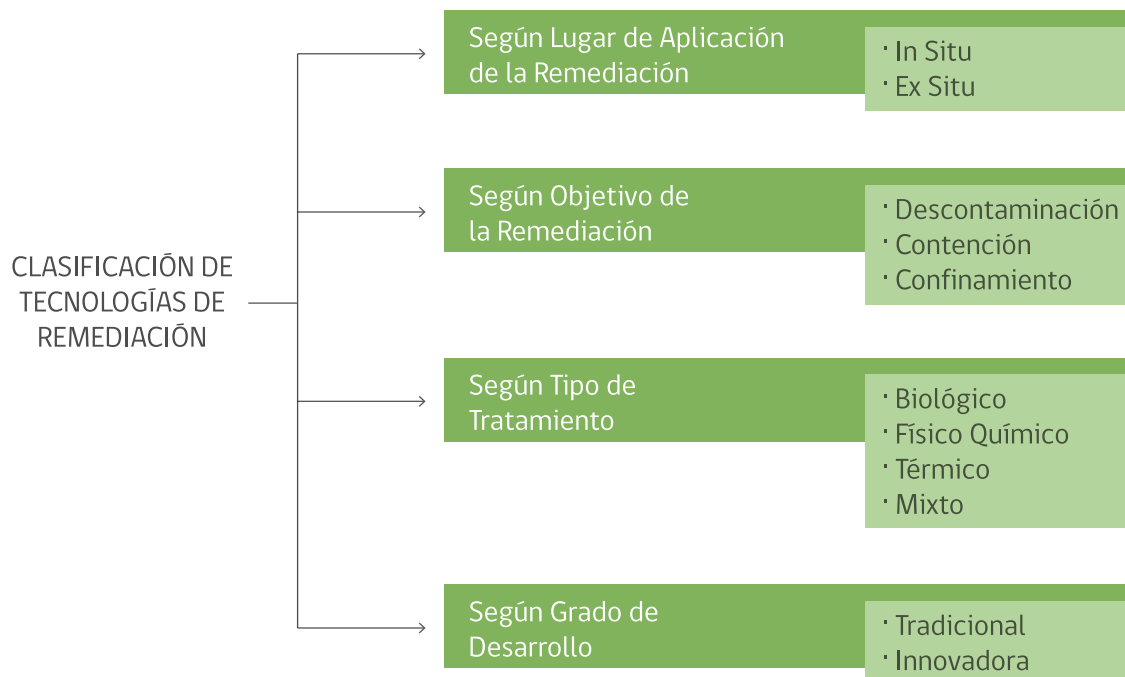 CLASIFICACIÓN DE
TECNOLOGÍAS DE
REMEDIACIÓN
Según Lugar de Aplicación
de la Remediación
· In Situ
· Ex Situ
Según Objetivo de
la Remediación
· Descontaminación
· Contención
· Confinamiento
Según Tipo de
Tratamiento
· Biológico
· Físico Químico
· Térmico
· Mixto
Según Grado de
Desarrollo
· Tradicional
· Innovadora